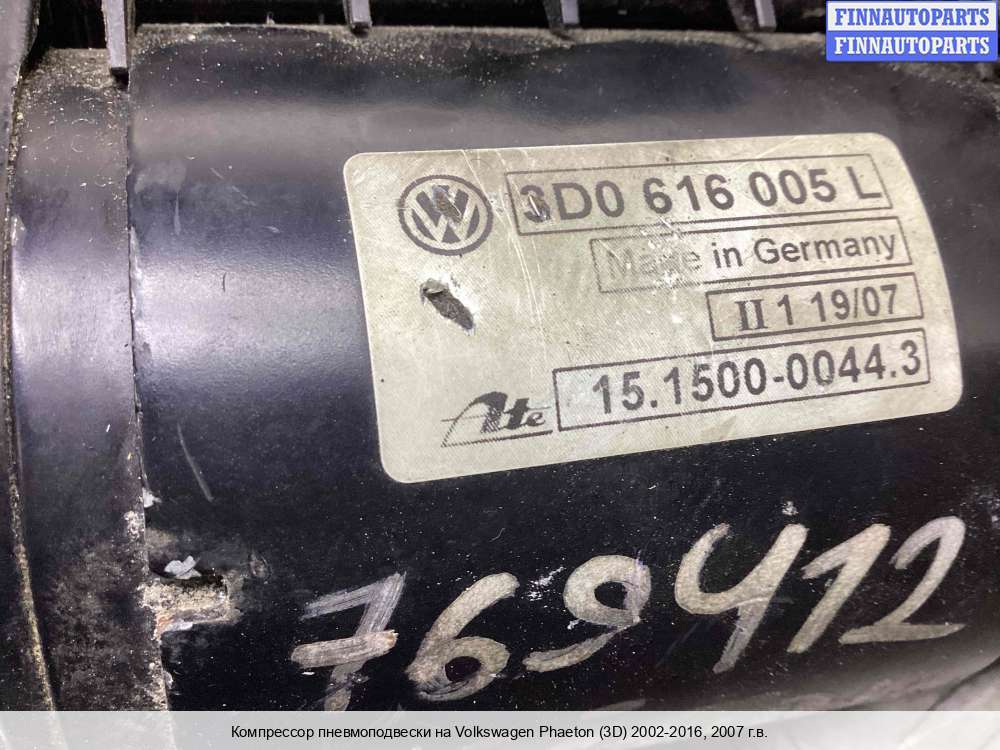 FINNAUTOPARTS
FINNAUTOPARTS
3D0 616 005 L
Made in Germany
II 1 19/07
Ate 15.1500-0044.3
769412
Компрессор пневмоподвески на Volkswagen Phaeton (3D) 2002-2016, 2007 г.в.